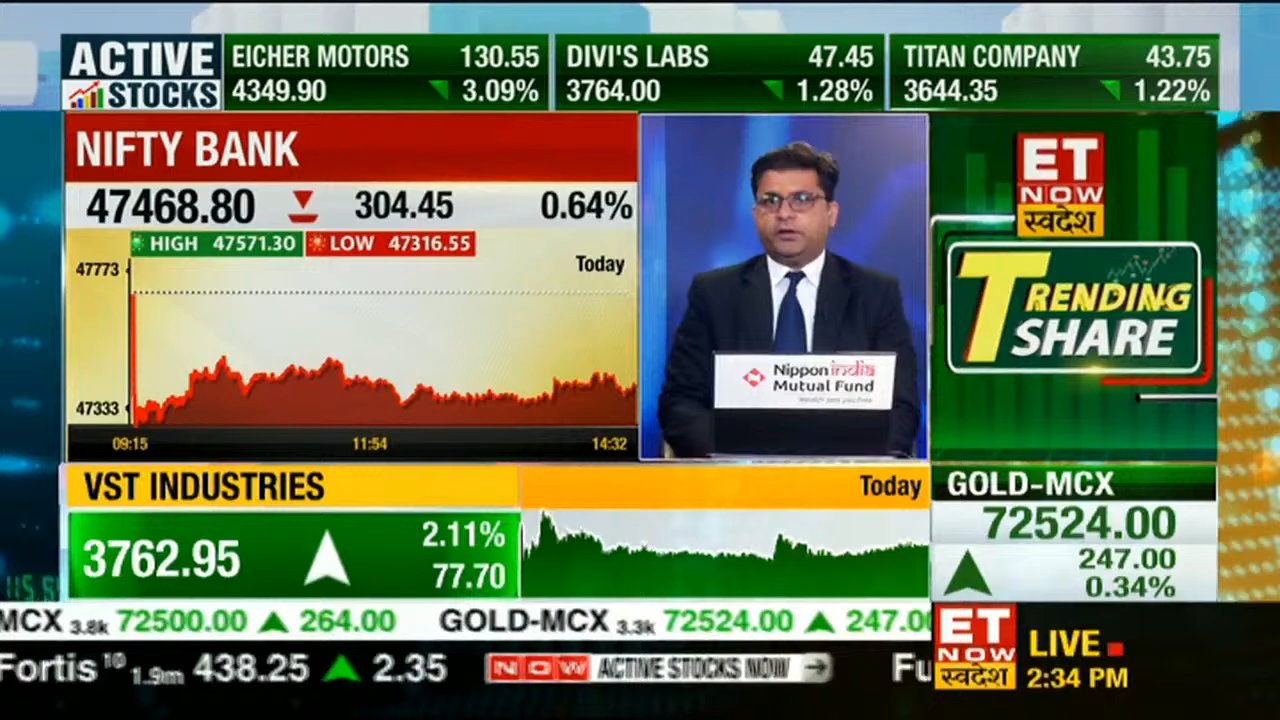 ACTIVE STOCKS
EICHER MOTORS 130.55
4349.90 3.09%
DIVI'S LABS 47.45
3764.00 1.28%
TITAN COMPANY 43.75
3644.35 1.22%
NIFTY BANK
47468.80 304.45 0.64%
HIGH 47571.30 LOW 47316.55
47773
Today
47333
09:15 11:54 14:32
Nippon india
Mutual Fund
ET
NOW
स्वदेश
TRENDING
SHARE
VST INDUSTRIES
Today
3762.95
2.11%
77.70
GOLD-MCX
72524.00
247.00
0.34%
MCX 3.8k 72500.00 264.00 GOLD-MCX 3.3k 72524.00 247.0
Fortis 10 1.9m 438.25 2.35 NOW ACTIVE STOCKS NOW Fu
ET
NOW
स्वदेश
LIVE
2:34 PM